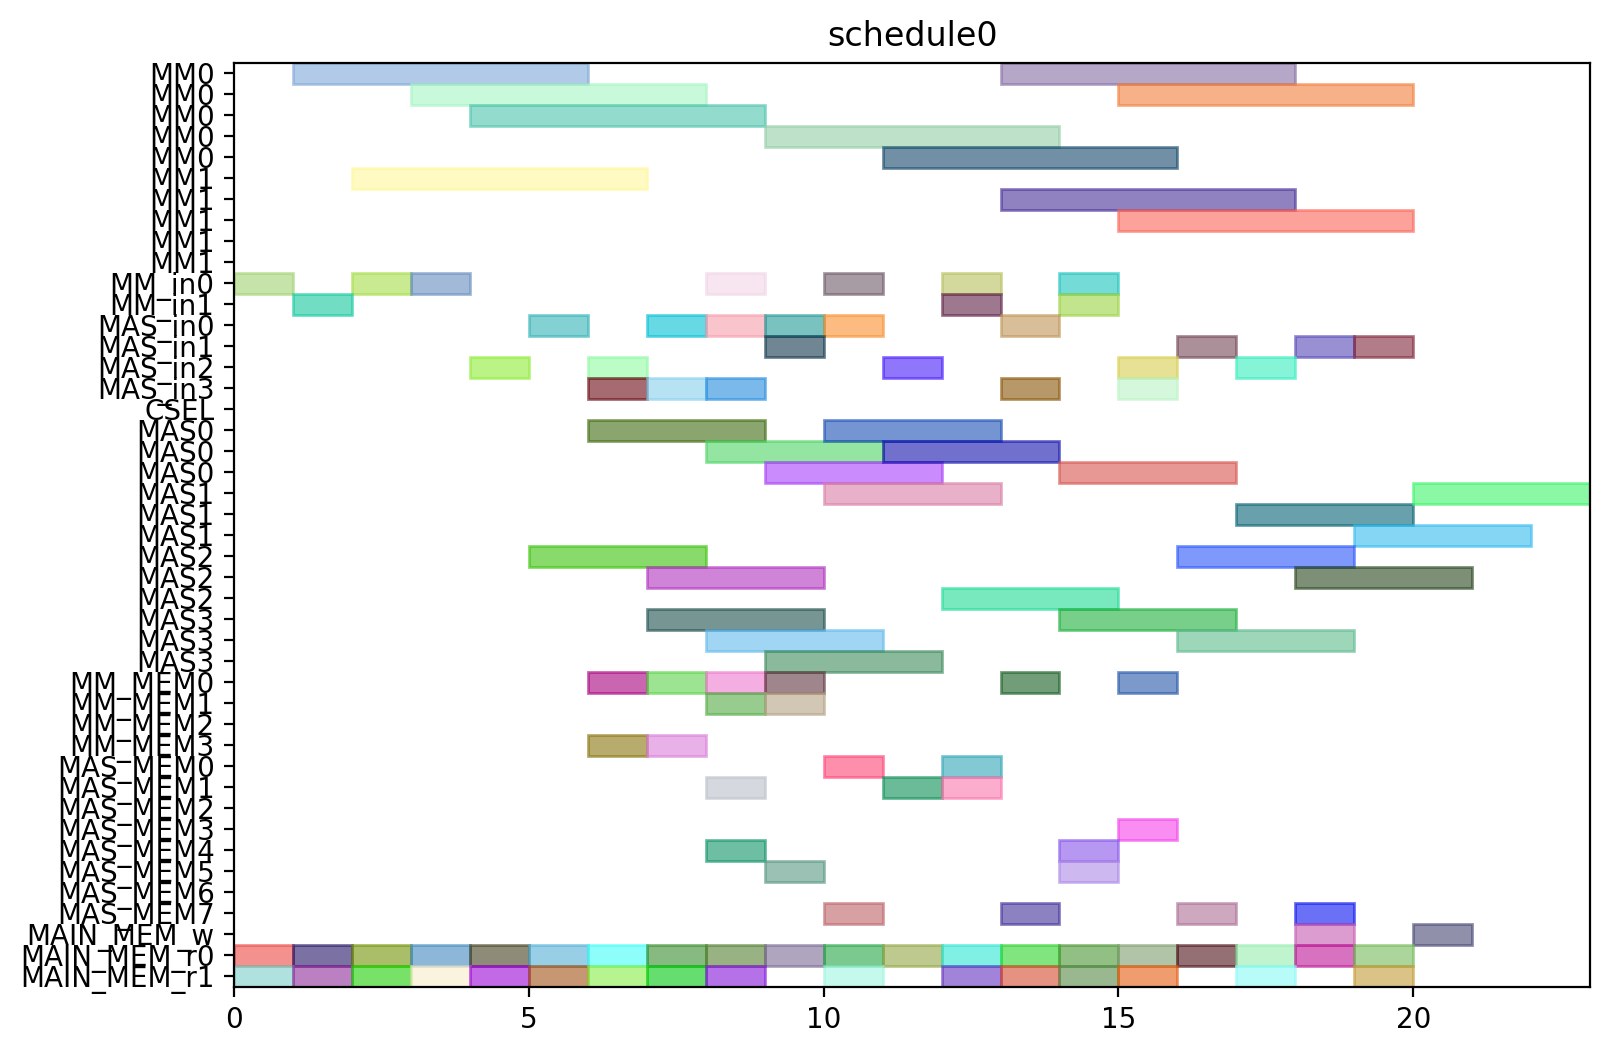 schedule0
MM0
MM0
MM0
MM0
MM0
MM1
MM1
MM1
MM1
MM1
MM_in0
MM_in1
MAS_in0
MAS_in1
MAS_in2
MAS_in3
CSEL
MAS0
MAS0
MAS0
MAS1
MAS1
MAS1
MAS2
MAS2
MAS2
MAS3
MAS3
MAS3
MM_MEM0
MM_MEM1
MM_MEM2
MM_MEM3
MAS_MEM0
MAS_MEM1
MAS_MEM2
MAS_MEM3
MAS_MEM4
MAS_MEM5
MAS_MEM6
MAS_MEM7
MAIN_MEM_w
MAIN_MEM_r0
MAIN_MEM_r1
0 5 10 15 20